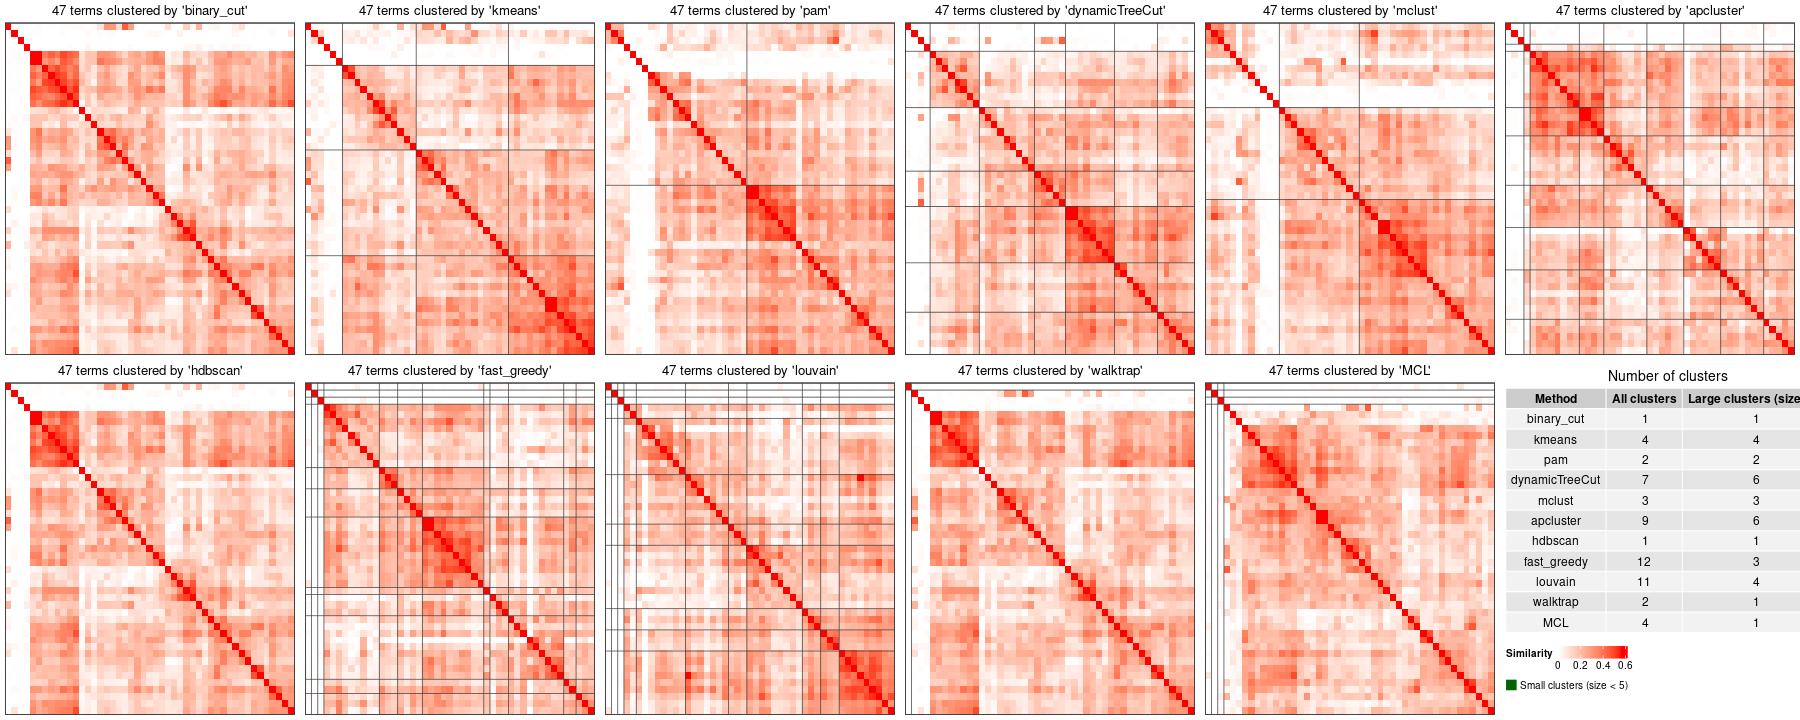 47 terms clustered by 'binary_cut'
47 terms clustered by 'kmeans'
47 terms clustered by 'pam'
47 terms clustered by 'dynamicTreeCut'
47 terms clustered by 'mclust'
47 terms clustered by 'apcluster'
47 terms clustered by 'hdbscan'
47 terms clustered by 'fast_greedy'
47 terms clustered by 'louvain'
47 terms clustered by 'walktrap'
47 terms clustered by 'MCL'
Number of clusters
Method All clusters Large clusters (size
binary_cut 1 1
kmeans 4 4
pam 2 2
dynamicTreeCut 7 6
mclust 3 3
apcluster 9 6
hdbscan 1 1
fast_greedy 12 3
louvain 11 4
walktrap 2 1
MCL 4 1
Similarity
0 0.2 0.4 0.6
Small clusters (size < 5)